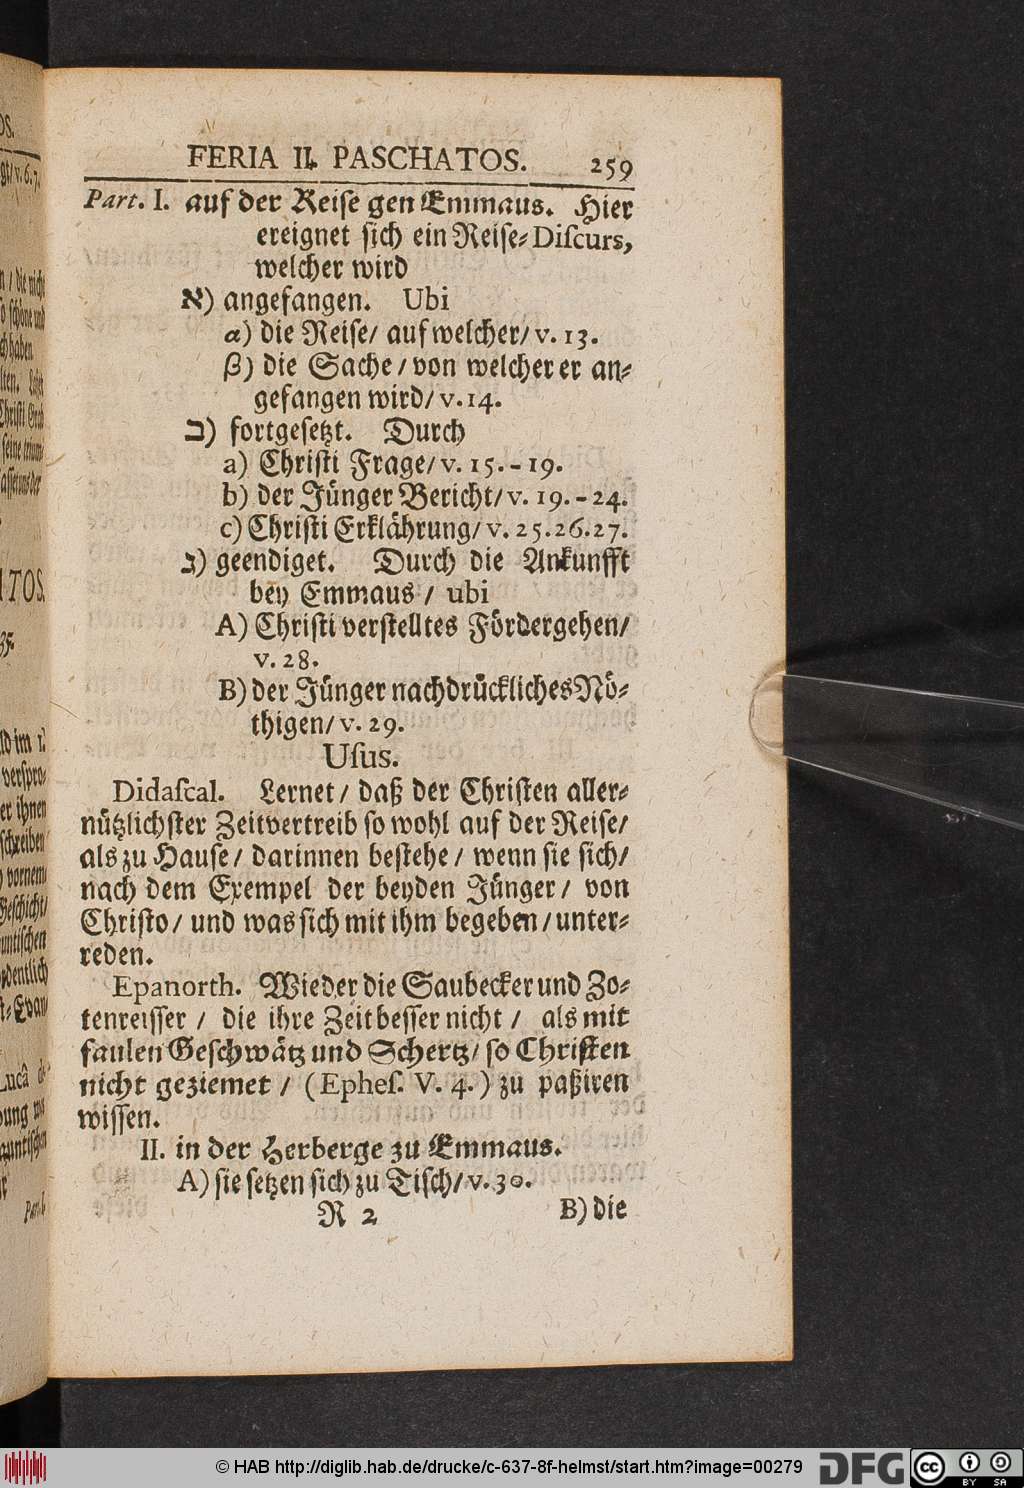 FERIA II. PASCHATOS. 259
Part. I. auf der Reise gen Emmaus. Hier
ereignet sich ein Reise-Discurs,
welcher wird
א) angefangen. Ubi
α) die Reise/ auf welcher/ v. 13.
β) die Sache/ von welcher er an-
gefangen wird/ v. 14.
ב) fortgesetzt. Durch
a) Christi Frage/ v. 15.-19.
b) der Jünger Bericht/ v. 19.-24.
c) Christi Erklährung/ v. 25.26.27.
ג) geendiget. Durch die Ankunfft
bey Emmaus / ubi
A) Christi verstelltes Fördergehen/
v. 28.
B) der Jünger nachdrückliches Nö-
thigen/ v. 29.
Usus.
Didascal. Lernet/ daß der Christen aller-
nützlichster Zeitvertreib so wohl auf der Reise/
als zu Hause/ darinnen bestehe/ wenn sie sich/
nach dem Exempel der beyden Jünger/ von
Christo/ und was sich mit ihm begeben/ unter-
reden.
Epanorth. Wieder die Saubecker und Zo-
tenreisser / die ihre Zeit besser nicht / als mit
faulen Geschwätz und Schertz/ so Christen
nicht geziemet / (Ephes. V. 4.) zu paßiren
wissen.
II. in der Herberge zu Emmaus.
A) sie setzen sich zu Tisch/ v. 30.
R 2 B) die
© HAB http://diglib.hab.de/drucke/c-637-8f-helmst/start.htm?image=00279
DFG
cc BY SA